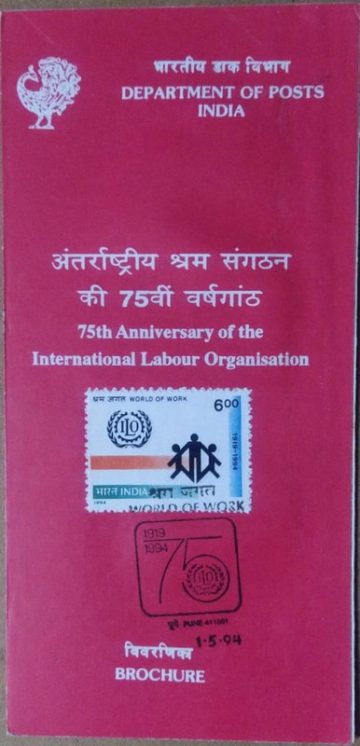 भारतीय डाक विभाग
DEPARTMENT OF POSTS
INDIA
अंतर्राष्ट्रीय श्रम संगठन
की 75वीं वर्षगांठ
75th Anniversary of the
International Labour Organisation
श्रम जगत WORLD OF WORK
600
ILO
1919-1994
भारत INDIA
1994
श्रम जगत
WORLD OF WORK
1919
1994
75
ILO
पुणे PUNE-411001
1-5-94
विवरणिका
BROCHURE